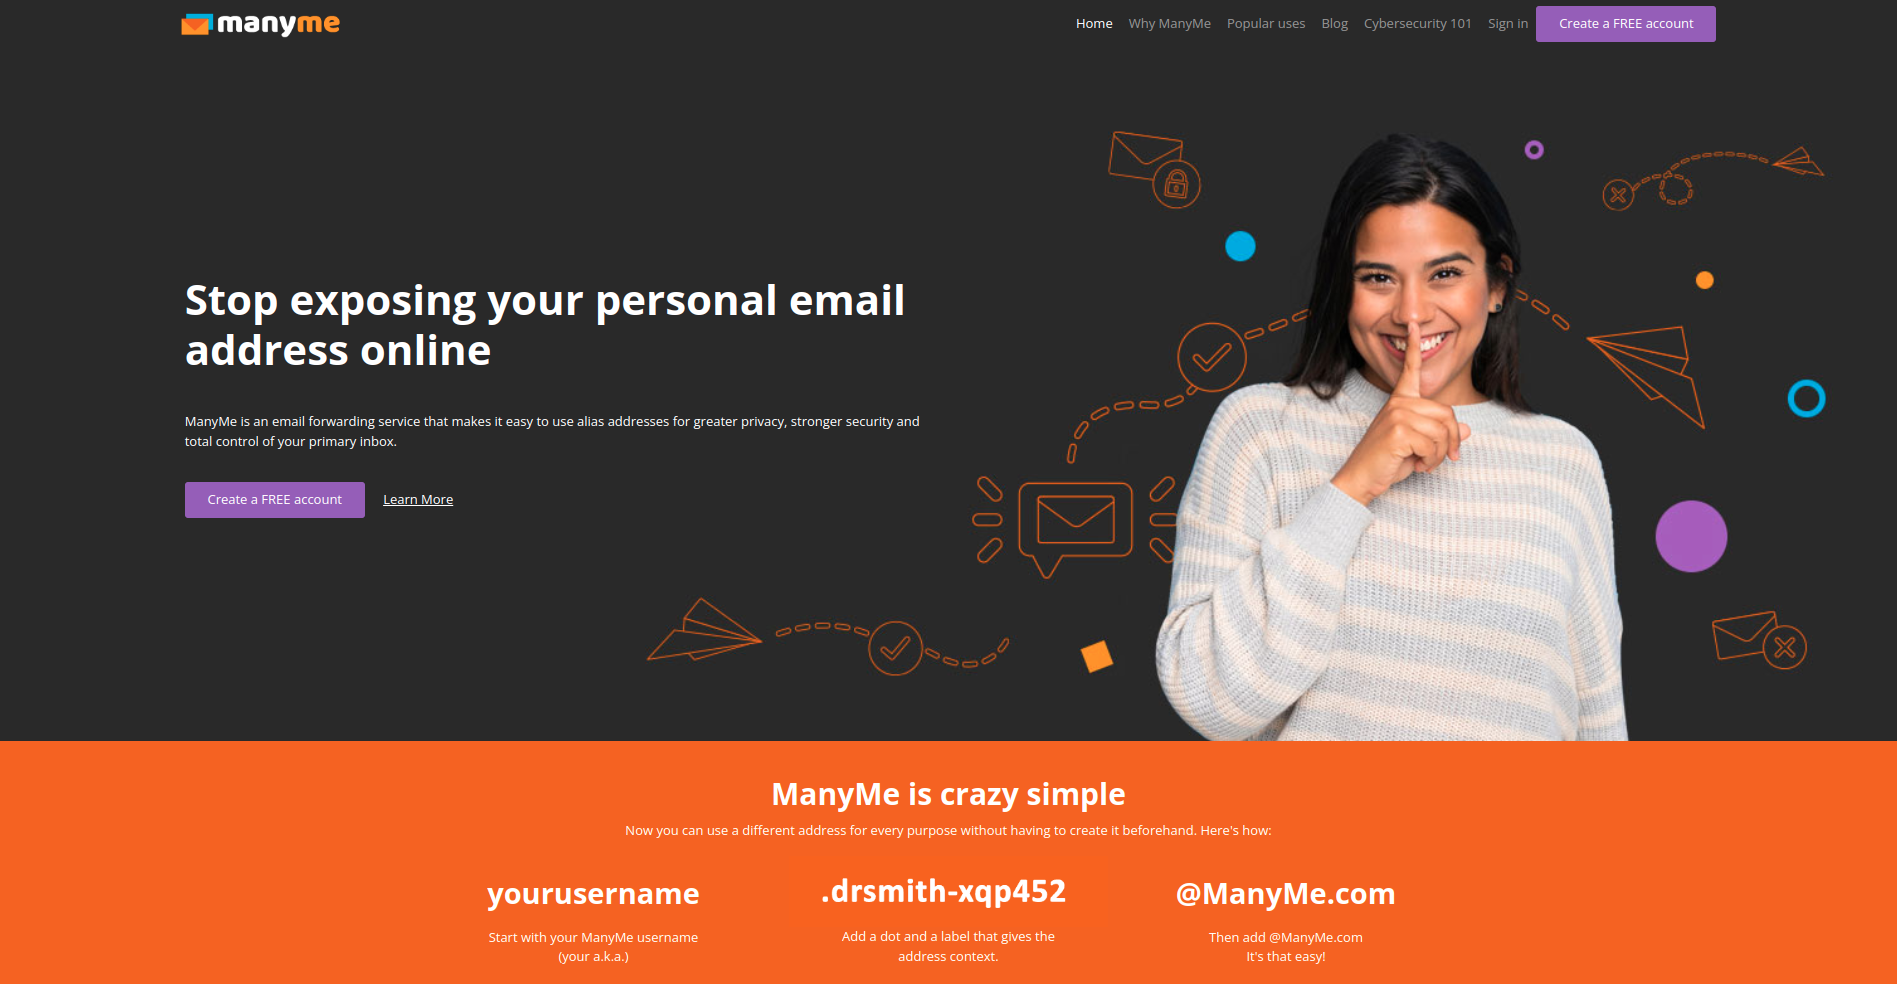 manyme
Home Why ManyMe Popular uses Blog Cybersecurity 101 Sign in Create a FREE account
Stop exposing your personal email
address online
ManyMe is an email forwarding service that makes it easy to use alias addresses for greater privacy, stronger security and
total control of your primary inbox.
Create a FREE account Learn More
ManyMe is crazy simple
Now you can use a different address for every purpose without having to create it beforehand. Here's how:
yourusername
Start with your ManyMe username
(your a.k.a.)
.drsmith-xqp452
Add a dot and a label that gives the
address context.
@ManyMe.com
Then add @ManyMe.com
It's that easy!